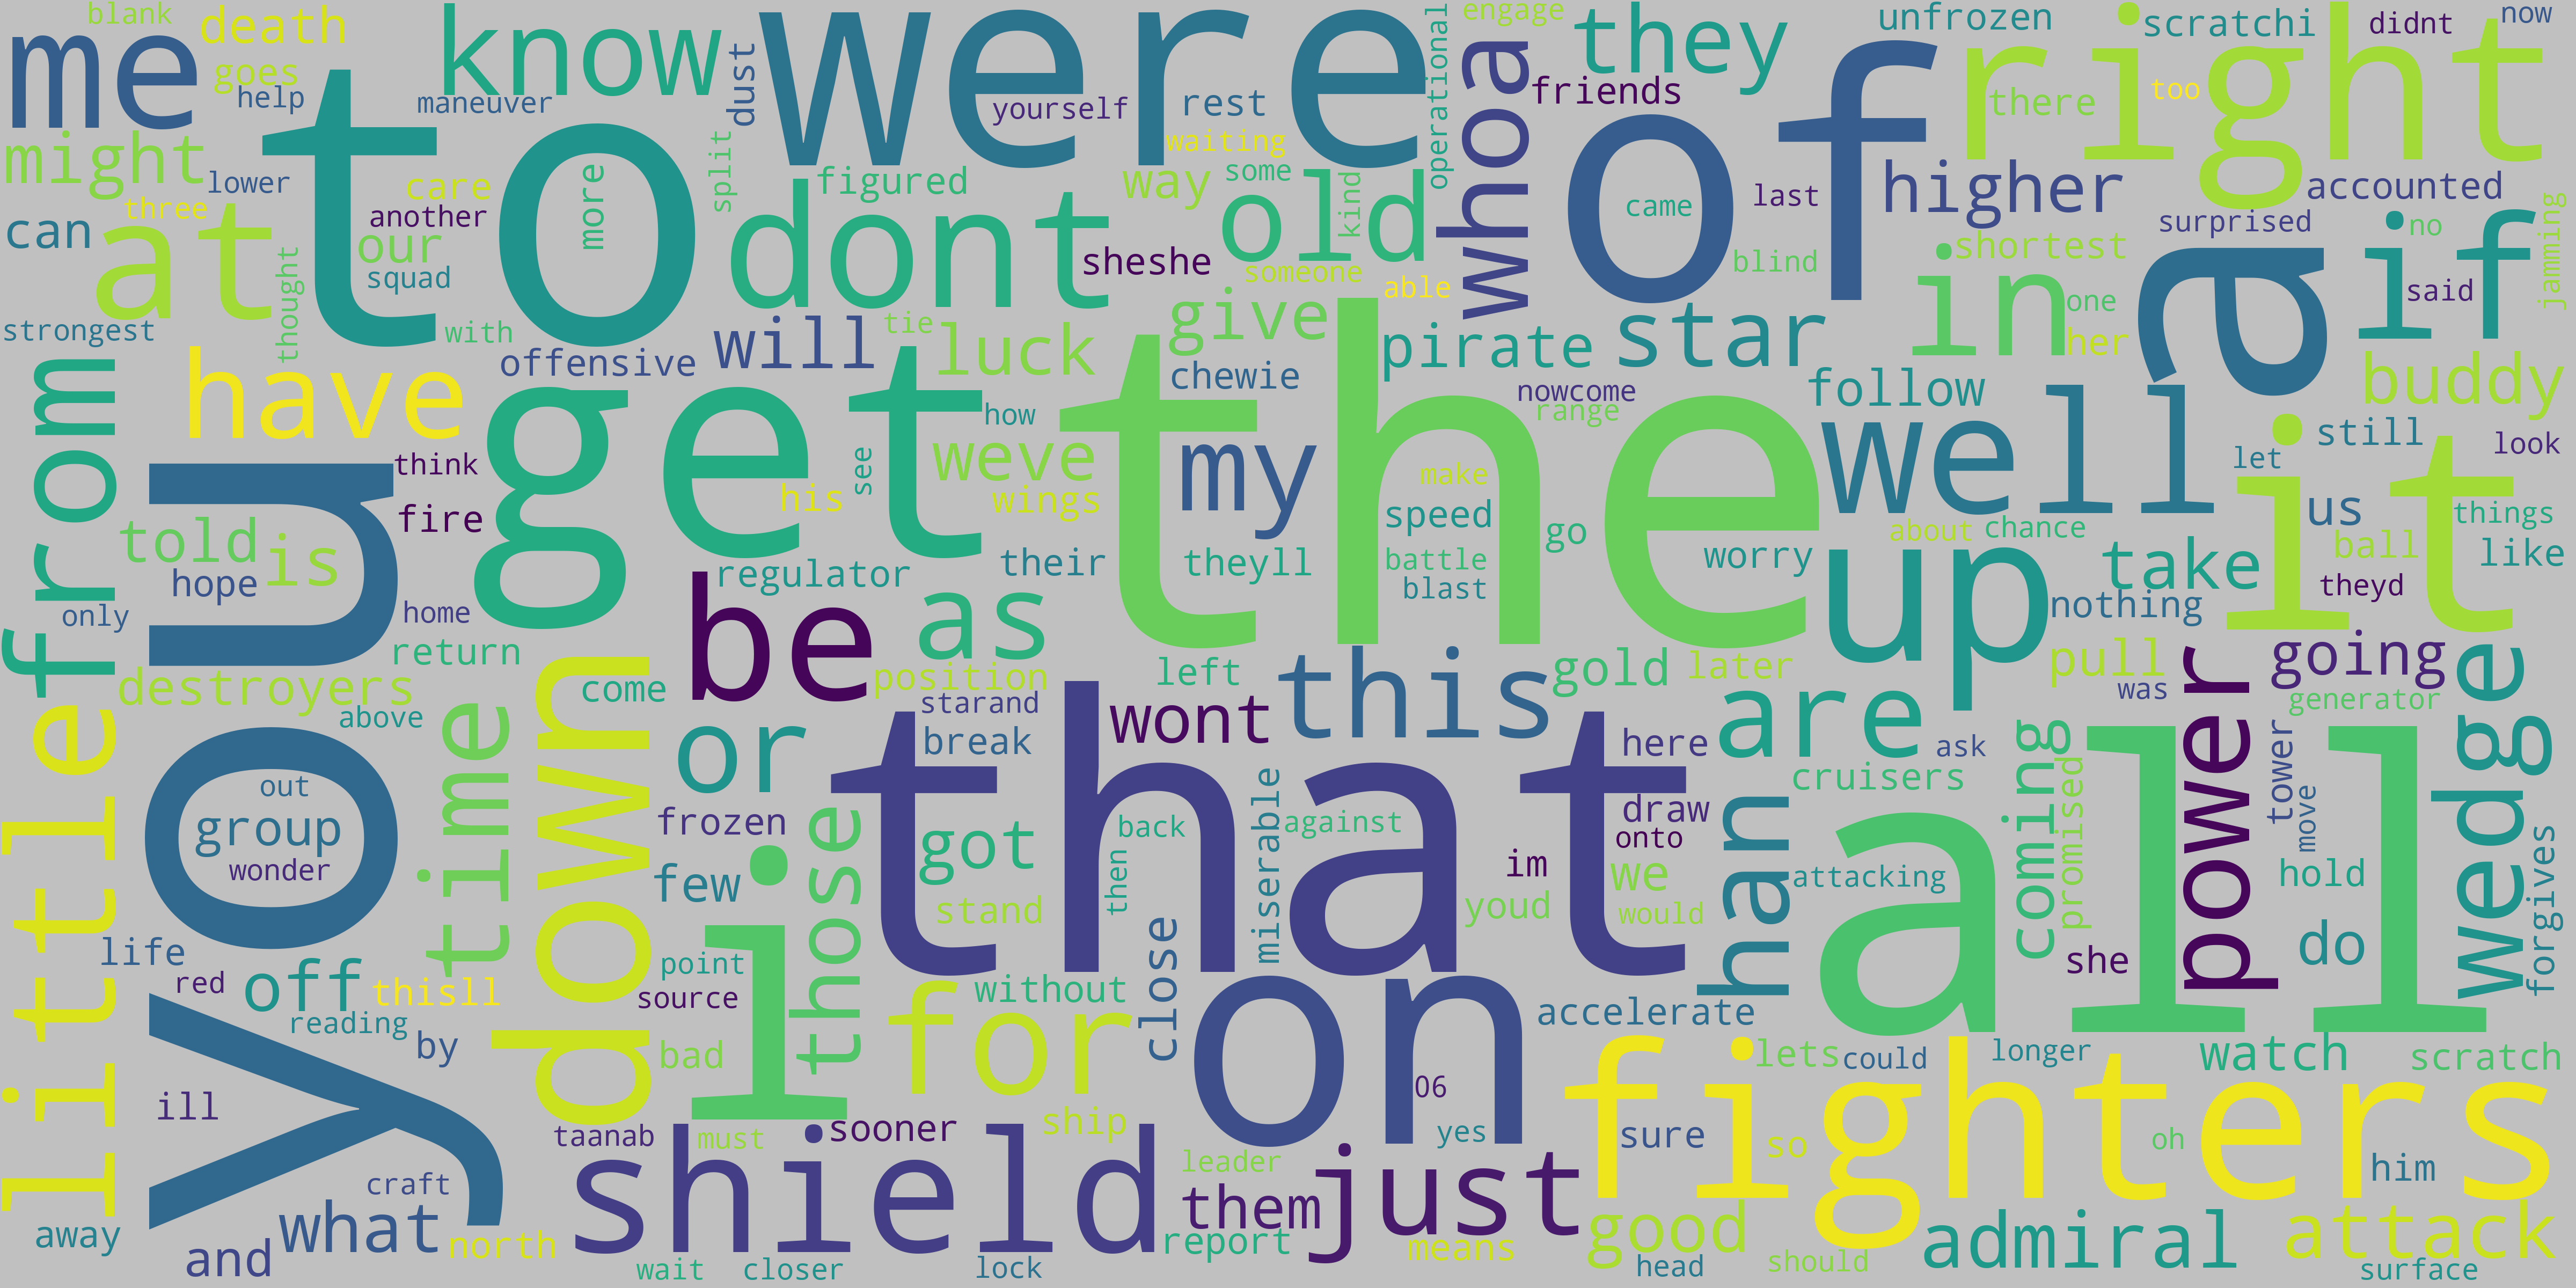 blank
death
me
goes
help
know
maneuver
to
were
dust
yourself
rest
waiting
operational
whoa
engage
they
friends
of
unfrozen
right
scratchi
didnt
now
there
too
might
lower
can
three
care
another
our
squad
at
more
split
dont
figured
way
some
old
kind
sheshe
someone
able
came
last
blind
higher
accounted
surprised
shortest
in
a
if
no
said
jamming
one
her
strongest
thought
with
from
have
offensive
will
tie
luck
give
chewie
pirate
star
nowcome
range
follow
well
buddy
still
look
let
it
think
get
how
see
his
weve
wings
the
my
make
speed
go
battle
blast
worry
about
chance
up
take
us
ball
things
like
theyd
nothing
fire
told
is
hope
only
home
return
regulator
their
theyll
be
as
destroyers
above
little
you
time
down
come
position
left
this
gold
later
are
pull
was
power
going
generator
wedge
starand
break
wont
or
that
here
ask
cruisers
coming
promised
tower
move
out
group
wonder
frozen
few
i
those
got
back
against
miserable
then
stand
im
draw
onto
we
would
youd
han
attacking
all
she
hold
do
forgives
life
red
off
thisll
reading
by
point
source
bad
for
without
close
on
accelerate
lets
could
longer
watch
scratch
ill
craft
taanab
must
sooner
ship
06
yes
sure
so
fighters
oh
him
away
what
and
north
shield
leader
them
just
report
means
good
head
should
admiral
attack
surface
wait
closer
lock